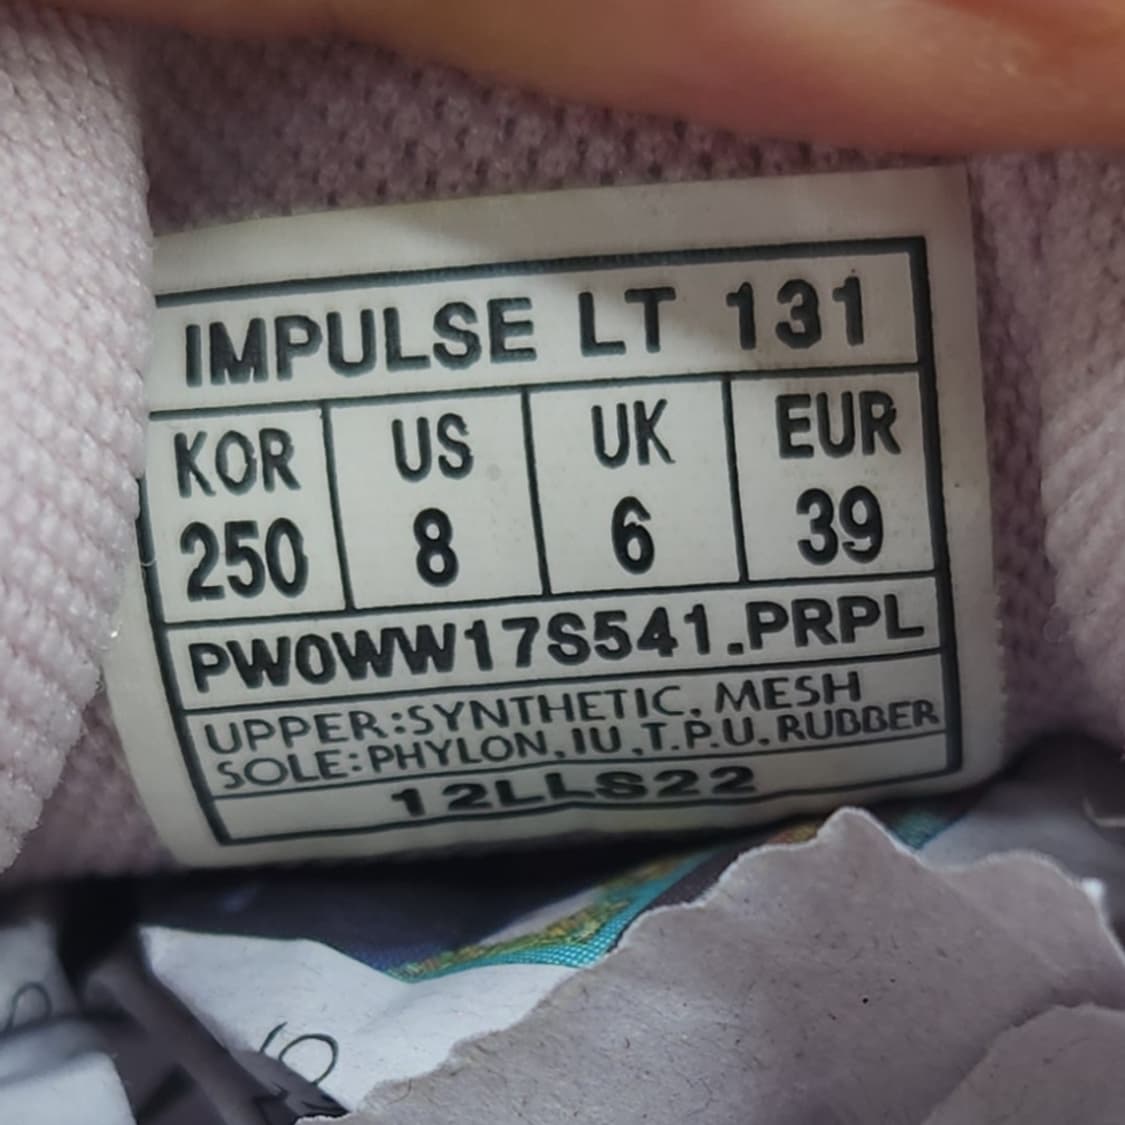 IMPULSE LT 131
KOR US UK EUR
250 8 6 39
PW0WW17S541.PRPL
UPPER:SYNTHETIC, MESH
SOLE:PHYLON,IU,T.P.U.RUBBER
12LLS22